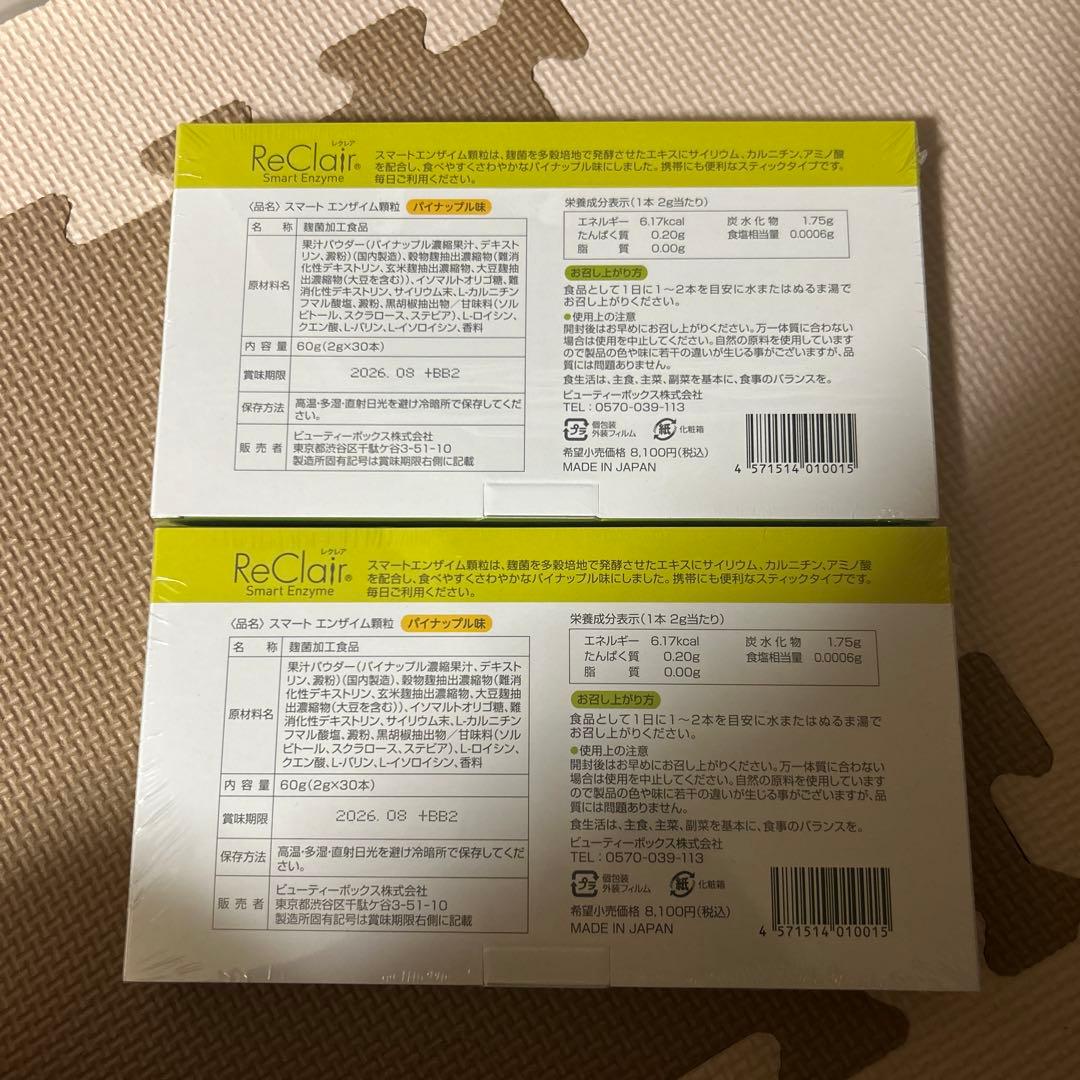 レクレア
ReClair®
Smart Enzyme
スマートエンザイム顆粒は、麹菌を多穀培地で発酵させたエキスにサイリウム、カルニチン、アミノ酸
を配合し、食べやすくさわやかなパイナップル味にしました。携帯にも便利なスティックタイプです。
毎日ご利用ください。
〈品名〉スマート エンザイム顆粒 パイナップル味
名 称 麹菌加工食品
原材料名
果汁パウダー(パイナップル濃縮果汁、デキスト
リン、澱粉)(国内製造)、穀物麹抽出濃縮物(難消
化性デキストリン、玄米麹抽出濃縮物、大豆麹抽
出濃縮物(大豆を含む))、イソマルトオリゴ糖、難
消化性デキストリン、サイリウム末、L-カルニチン
フマル酸塩、澱粉、黒胡椒抽出物／甘味料(ソル
ビトール、スクラロース、ステビア)、L-ロイシン、
クエン酸、L-バリン、L-イソロイシン、香料
内 容 量 60g(2g×30本)
賞味期限 2026. 08 +BB2
保存方法 高温・多湿・直射日光を避け冷暗所で保存してくだ
さい。
販 売 者
ビューティーボックス株式会社
東京都渋谷区千駄ケ谷3-51-10
製造所固有記号は賞味期限右側に記載
栄養成分表示(1本 2g当たり)
エネルギー 6.17kcal 炭水化物 1.75g
たんぱく質 0.20g 食塩相当量 0.0006g
脂 質 0.00g
お召し上がり方
食品として1日に1～2本を目安に水またはぬるま湯で
お召し上がりください。
●使用上の注意
開封後はお早めにお召し上がりください。万一体質に合わない
場合は使用を中止してください。自然の原料を使用しています
ので製品の色や味に若干の違いが生じる事がございますが、品
質には問題ありません。
食生活は、主食、主菜、副菜を基本に、食事のバランスを。
ビューティーボックス株式会社
TEL：0570-039-113
プラ 個包装 紙 化粧箱
外装フィルム
希望小売価格 8,100円(税込)
MADE IN JAPAN
4 571514 010015
レクレア
ReClair®
Smart Enzyme
スマートエンザイム顆粒は、麹菌を多穀培地で発酵させたエキスにサイリウム、カルニチン、アミノ酸
を配合し、食べやすくさわやかなパイナップル味にしました。携帯にも便利なスティックタイプです。
毎日ご利用ください。
〈品名〉スマート エンザイム顆粒 パイナップル味
名 称 麹菌加工食品
原材料名
果汁パウダー(パイナップル濃縮果汁、デキスト
リン、澱粉)(国内製造)、穀物麹抽出濃縮物(難消
化性デキストリン、玄米麹抽出濃縮物、大豆麹抽
出濃縮物(大豆を含む))、イソマルトオリゴ糖、難
消化性デキストリン、サイリウム末、L-カルニチン
フマル酸塩、澱粉、黒胡椒抽出物／甘味料(ソル
ビトール、スクラロース、ステビア)、L-ロイシン、
クエン酸、L-バリン、L-イソロイシン、香料
内 容 量 60g(2g×30本)
賞味期限 2026. 08 +BB2
保存方法 高温・多湿・直射日光を避け冷暗所で保存してくだ
さい。
販 売 者
ビューティーボックス株式会社
東京都渋谷区千駄ケ谷3-51-10
製造所固有記号は賞味期限右側に記載
栄養成分表示(1本 2g当たり)
エネルギー 6.17kcal 炭水化物 1.75g
たんぱく質 0.20g 食塩相当量 0.0006g
脂 質 0.00g
お召し上がり方
食品として1日に1～2本を目安に水またはぬるま湯で
お召し上がりください。
●使用上の注意
開封後はお早めにお召し上がりください。万一体質に合わない
場合は使用を中止してください。自然の原料を使用しています
ので製品の色や味に若干の違いが生じる事がございますが、品
質には問題ありません。
食生活は、主食、主菜、副菜を基本に、食事のバランスを。
ビューティーボックス株式会社
TEL：0570-039-113
プラ 個包装 紙 化粧箱
外装フィルム
希望小売価格 8,100円(税込)
MADE IN JAPAN
4 571514 010015